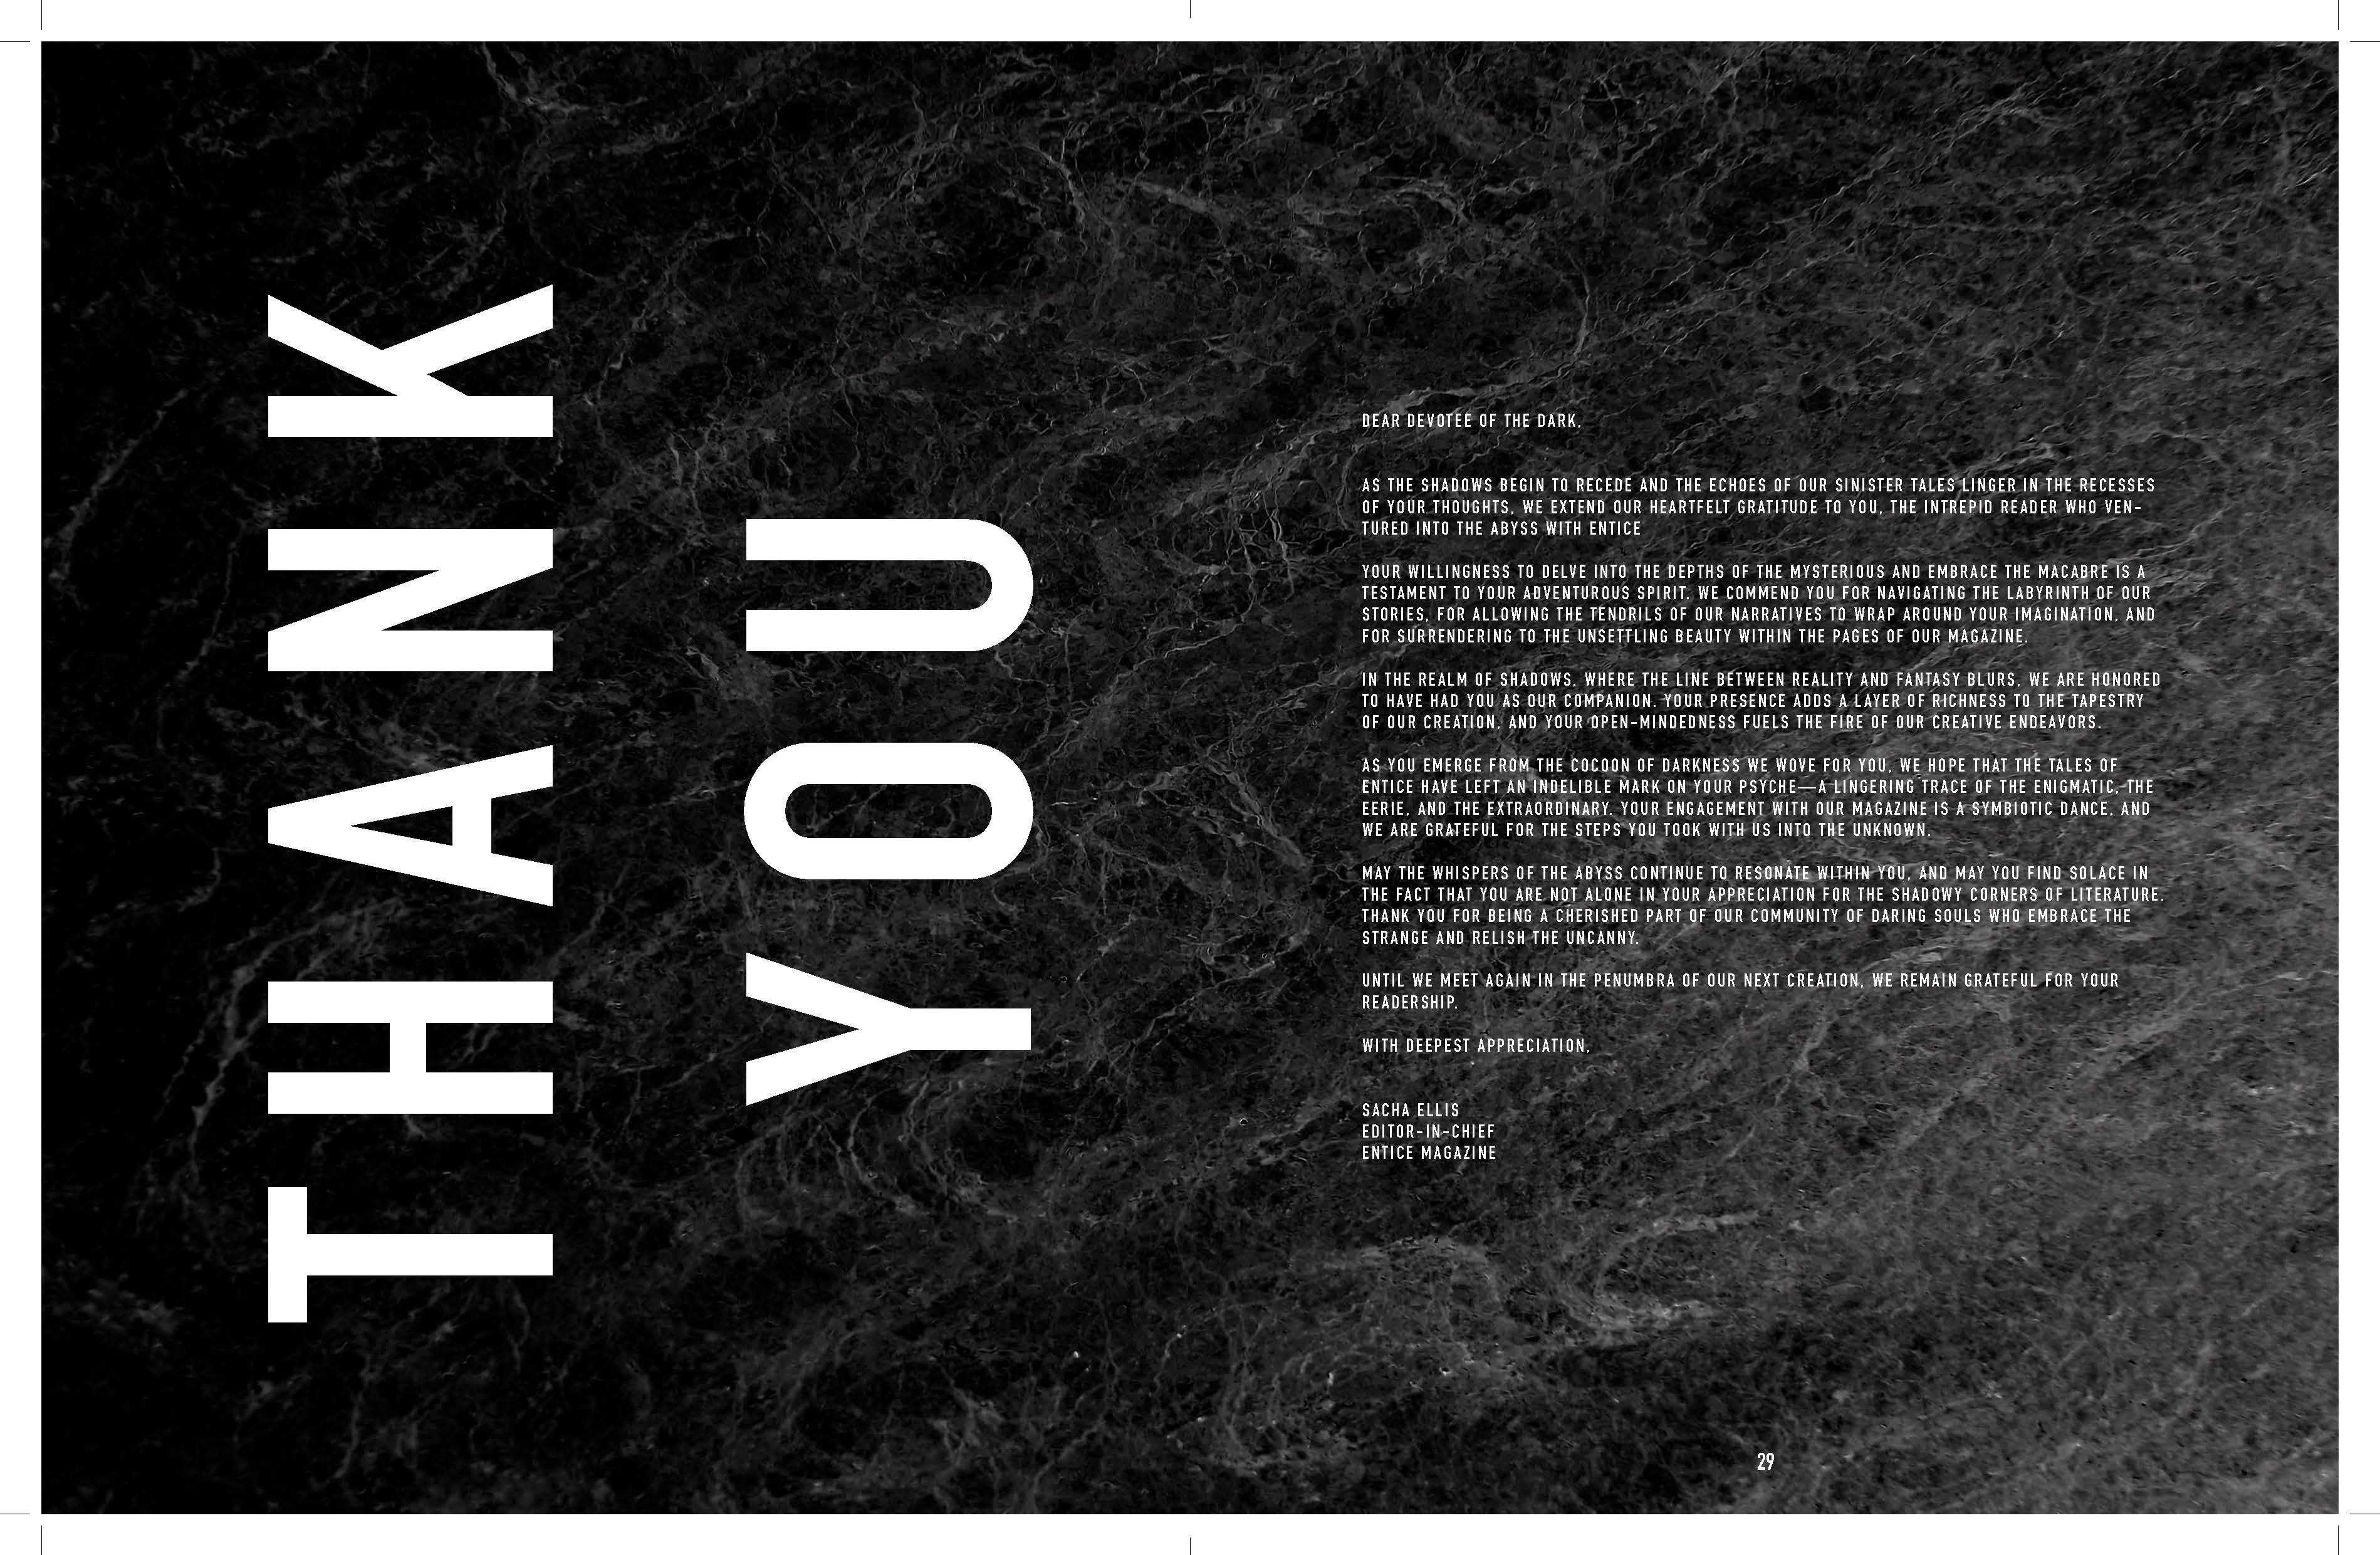 THANK
YOU
DEAR DEVOTEE OF THE DARK,
AS THE SHADOWS BEGIN TO RECEDE AND THE ECHOES OF OUR SINISTER TALES LINGER IN THE RECESSES
OF YOUR THOUGHTS, WE EXTEND OUR HEARTFELT GRATITUDE TO YOU, THE INTREPID READER WHO VEN-
TURED INTO THE ABYSS WITH ENTICE
YOUR WILLINGNESS TO DELVE INTO THE DEPTHS OF THE MYSTERIOUS AND EMBRACE THE MACABRE IS A
TESTAMENT TO YOUR ADVENTUROUS SPIRIT. WE COMMEND YOU FOR NAVIGATING THE LABYRINTH OF OUR
STORIES, FOR ALLOWING THE TENDRILS OF OUR NARRATIVES TO WRAP AROUND YOUR IMAGINATION, AND
FOR SURRENDERING TO THE UNSETTLING BEAUTY WITHIN THE PAGES OF OUR MAGAZINE.
IN THE REALM OF SHADOWS, WHERE THE LINE BETWEEN REALITY AND FANTASY BLURS, WE ARE HONORED
TO HAVE HAD YOU AS OUR COMPANION. YOUR PRESENCE ADDS A LAYER OF RICHNESS TO THE TAPESTRY
OF OUR CREATION, AND YOUR OPEN-MINDEDNESS FUELS THE FIRE OF OUR CREATIVE ENDEAVORS.
AS YOU EMERGE FROM THE COCOON OF DARKNESS WE WOVE FOR YOU, WE HOPE THAT THE TALES OF
ENTICE HAVE LEFT AN INDELIBLE MARK ON YOUR PSYCHE—A LINGERING TRACE OF THE ENIGMATIC, THE
EERIE, AND THE EXTRAORDINARY. YOUR ENGAGEMENT WITH OUR MAGAZINE IS A SYMBIOTIC DANCE, AND
WE ARE GRATEFUL FOR THE STEPS YOU TOOK WITH US INTO THE UNKNOWN.
MAY THE WHISPERS OF THE ABYSS CONTINUE TO RESONATE WITHIN YOU, AND MAY YOU FIND SOLACE IN
THE FACT THAT YOU ARE NOT ALONE IN YOUR APPRECIATION FOR THE SHADOWY CORNERS OF LITERATURE.
THANK YOU FOR BEING A CHERISHED PART OF OUR COMMUNITY OF DARING SOULS WHO EMBRACE THE
STRANGE AND RELISH THE UNCANNY.
UNTIL WE MEET AGAIN IN THE PENUMBRA OF OUR NEXT CREATION, WE REMAIN GRATEFUL FOR YOUR
READERSHIP.
WITH DEEPEST APPRECIATION,
SACHA ELLIS
EDITOR-IN-CHIEF
ENTICE MAGAZINE
29